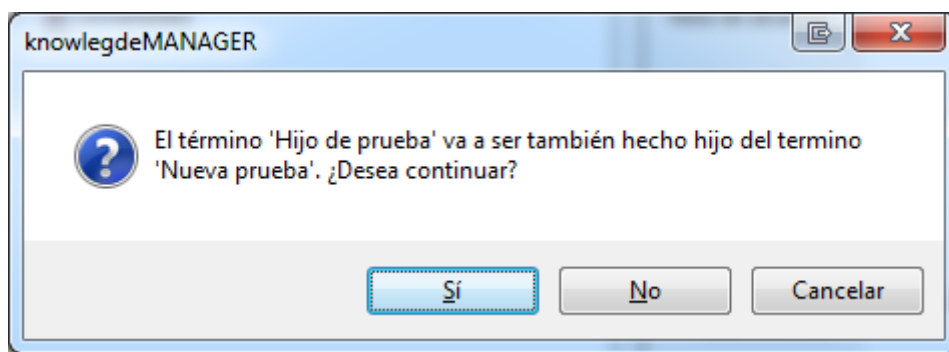 knowlegdeMANAGER
El término 'Hijo de prueba' va a ser también hecho hijo del termino
'Nueva prueba'. ¿Desea continuar?
Sí
No
Cancelar